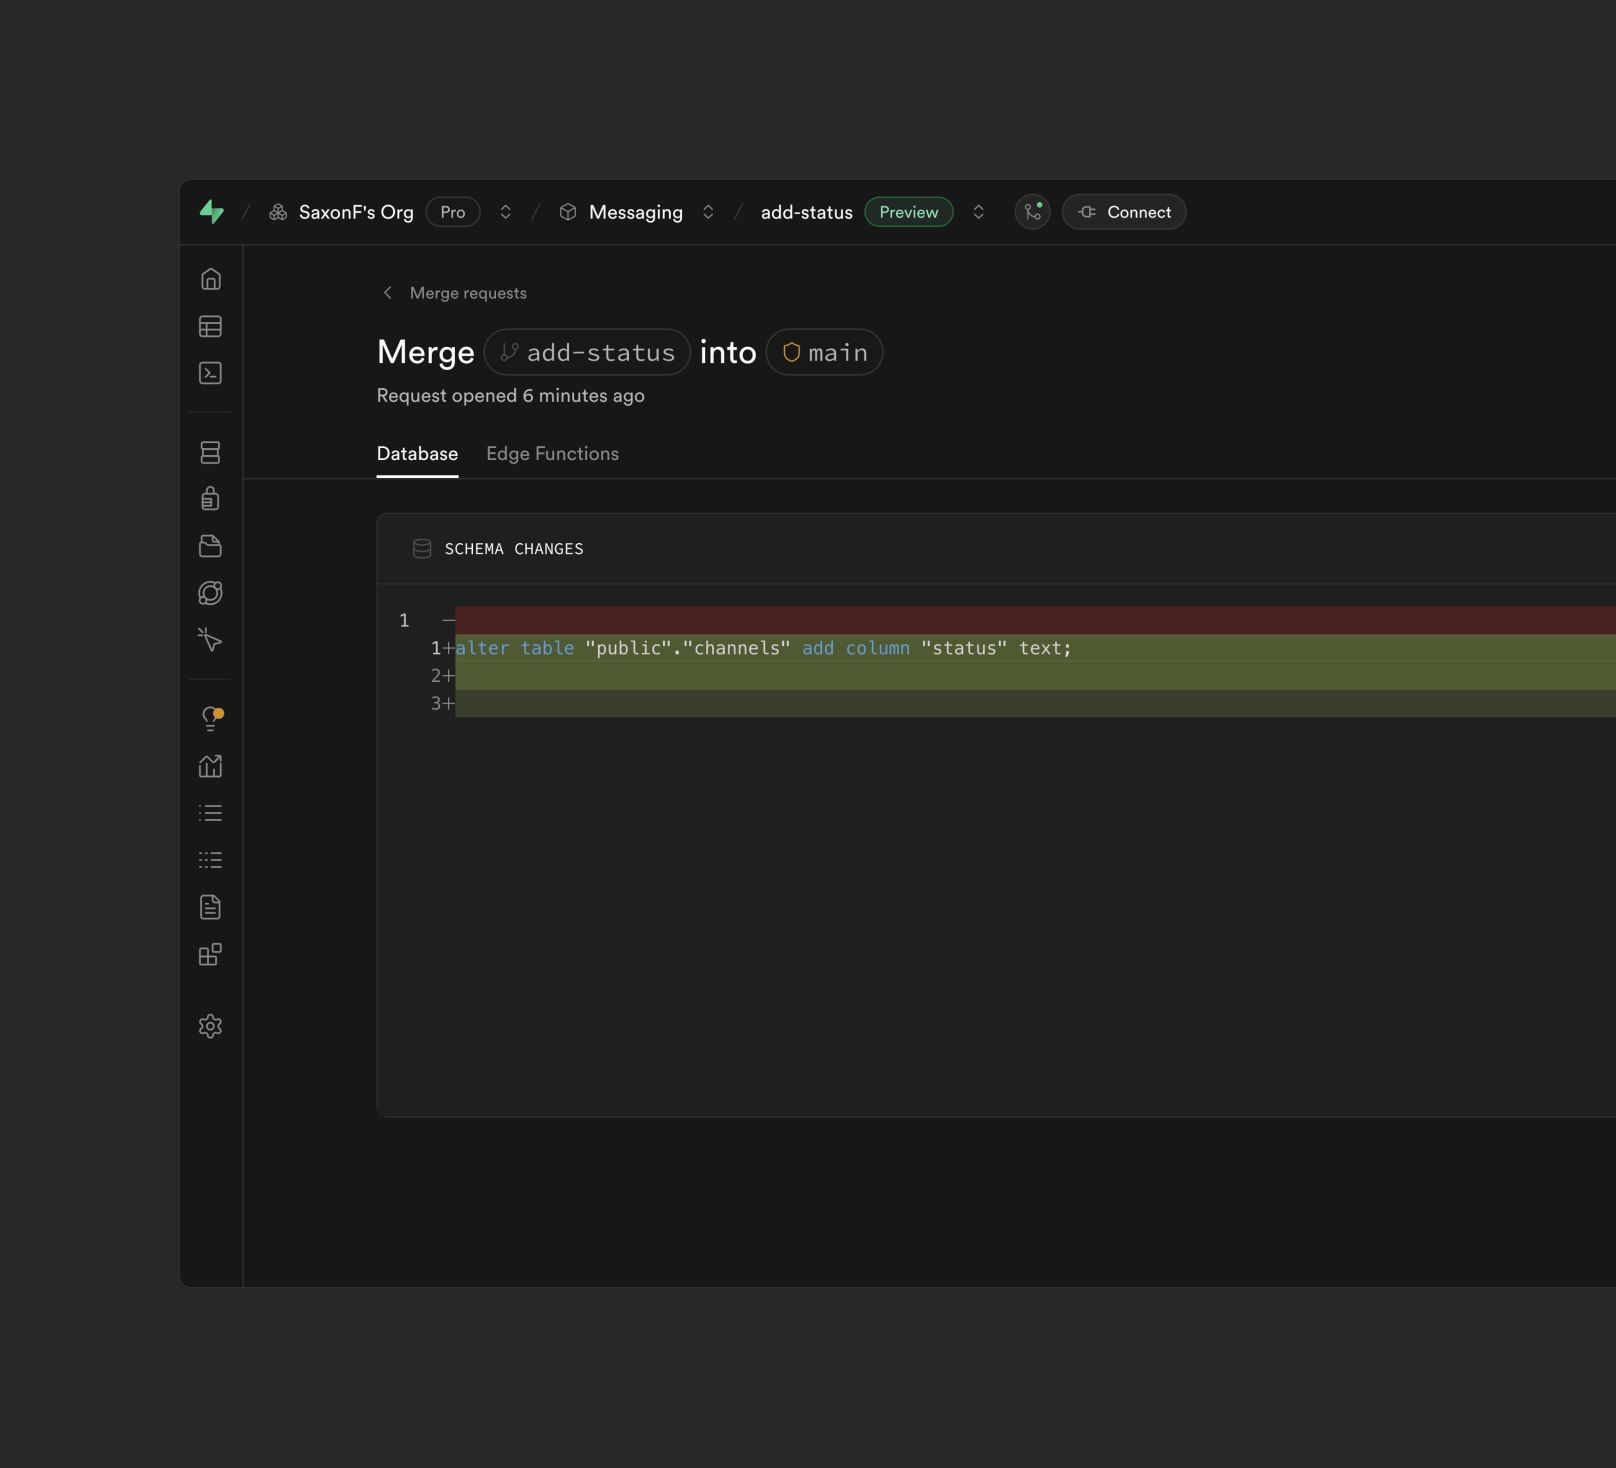 / SaxonF's Org Pro / Messaging / add-status Preview Connect
Merge requests
Merge add-status into main
Request opened 6 minutes ago
Database Edge Functions
SCHEMA CHANGES
1 —
1+alter table "public"."channels" add column "status" text;
2+
3+